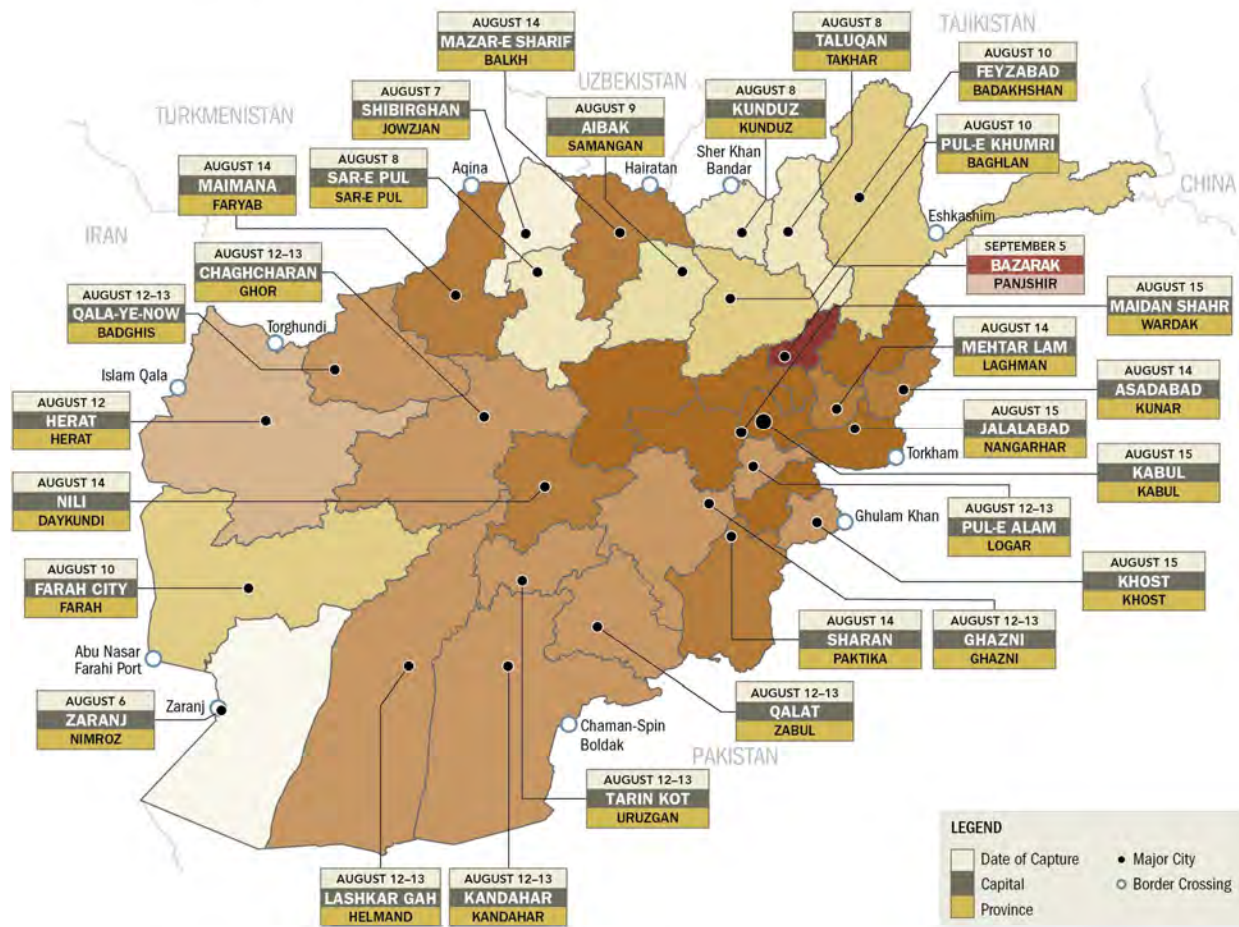 AUGUST 14
MAZAR-E SHARIF
BALKH
AUGUST 8
TALUQAN
TAKHAR
TAJIKISTAN
AUGUST 10
FEYZABAD
BADAKHSHAN
UZBEKISTAN
AUGUST 7
SHIBIRGHAN
JOWZJAN
AUGUST 9
AIBAK
SAMANGAN
AUGUST 8
KUNDUZ
KUNDUZ
TURKMENISTAN
AUGUST 10
PUL-E KHUMRI
BAGHLAN
AUGUST 14
MAIMANA
FARYAB
AUGUST 8
SAR-E PUL
SAR-E PUL
Aqina
Hairatan
Sher Khan
Bandar
CHINA
Eshkashim
IRAN
AUGUST 12–13
CHAGHCHARAN
GHOR
SEPTEMBER 5
BAZARAK
PANJSHIR
AUGUST 12–13
QALA-YE-NOW
BADGHIS
Torghundi
AUGUST 15
MAIDAN SHAHR
WARDAK
AUGUST 14
MEHTAR LAM
LAGHMAN
Islam Qala
AUGUST 14
ASADABAD
KUNAR
AUGUST 12
HERAT
HERAT
AUGUST 15
JALALABAD
NANGARHAR
Torkham
AUGUST 15
KABUL
KABUL
AUGUST 14
NILI
DAYKUNDI
Ghulam Khan
AUGUST 12–13
PUL-E ALAM
LOGAR
AUGUST 10
FARAH CITY
FARAH
AUGUST 15
KHOST
KHOST
AUGUST 14
SHARAN
PAKTIKA
AUGUST 12–13
GHAZNI
GHAZNI
Abu Nasar
Farahi Port
AUGUST 6
ZARANJ
NIMROZ
Zaranj
AUGUST 12–13
QALAT
ZABUL
Chaman-Spin
Boldak
PAKISTAN
AUGUST 12–13
TARIN KOT
URUZGAN
AUGUST 12–13
LASHKAR GAH
HELMAND
AUGUST 12–13
KANDAHAR
KANDAHAR
LEGEND
Date of Capture
Capital
Province
Major City
Border Crossing